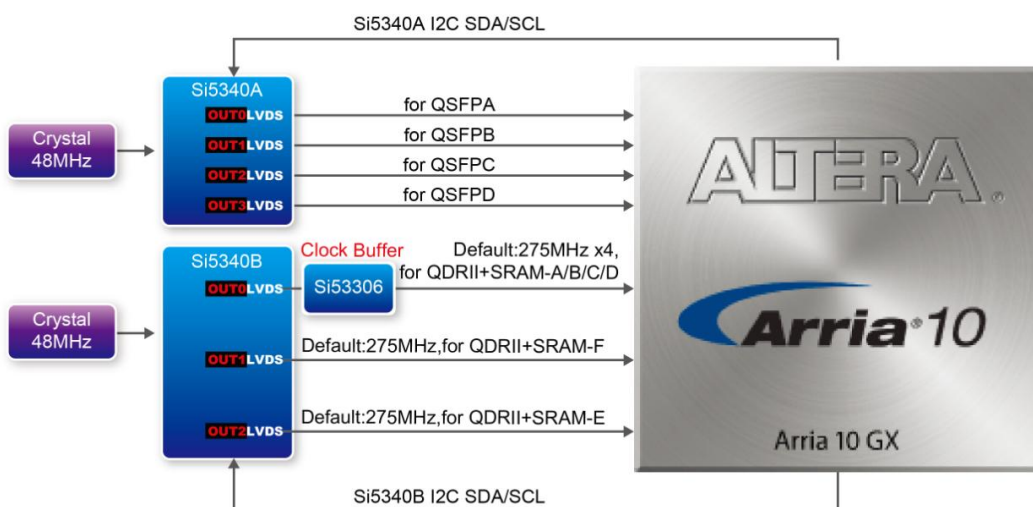 Si5340A I2C SDA/SCL
Si5340A
OUT0LVDS
OUT1LVDS
OUT2LVDS
OUT3LVDS
Crystal
48MHz
for QSFPA
for QSFPB
for QSFPC
for QSFPD
ALTERA®
Si5340B
OUT0LVDS
OUT1LVDS
OUT2LVDS
Crystal
48MHz
Clock Buffer
Si53306
Default:275MHz x4,
for QDRII+SRAM-A/B/C/D
Default:275MHz,for QDRII+SRAM-F
Default:275MHz,for QDRII+SRAM-E
Arria® 10
Arria 10 GX
Si5340B I2C SDA/SCL